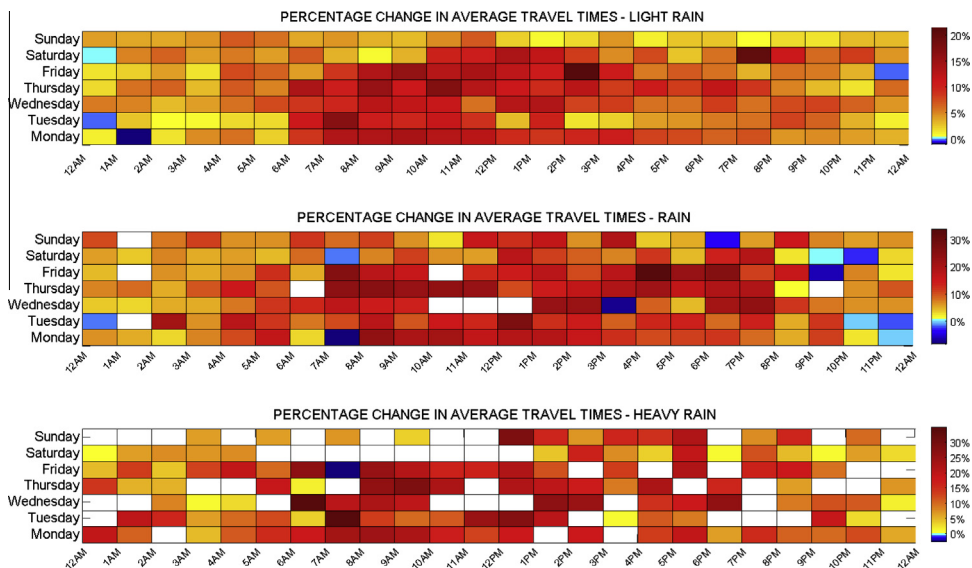 PERCENTAGE CHANGE IN AVERAGE TRAVEL TIMES - LIGHT RAIN
Sunday
Saturday
Friday
Thursday
Wednesday
Tuesday
Monday
12AM 1AM 2AM 3AM 4AM 5AM 6AM 7AM 8AM 9AM 10AM 11AM 12PM 1PM 2PM 3PM 4PM 5PM 6PM 7PM 8PM 9PM 10PM 11PM 12AM
20%
15%
10%
5%
0%
PERCENTAGE CHANGE IN AVERAGE TRAVEL TIMES - RAIN
Sunday
Saturday
Friday
Thursday
Wednesday
Tuesday
Monday
12AM 1AM 2AM 3AM 4AM 5AM 6AM 7AM 8AM 9AM 10AM 11AM 12PM 1PM 2PM 3PM 4PM 5PM 6PM 7PM 8PM 9PM 10PM 11PM 12AM
30%
25%
20%
15%
10%
5%
0%
PERCENTAGE CHANGE IN AVERAGE TRAVEL TIMES - HEAVY RAIN
Sunday
Saturday
Friday
Thursday
Wednesday
Tuesday
Monday
12AM 1AM 2AM 3AM 4AM 5AM 6AM 7AM 8AM 9AM 10AM 11AM 12PM 1PM 2PM 3PM 4PM 5PM 6PM 7PM 8PM 9PM 10PM 11PM 12AM
30%
25%
20%
15%
10%
5%
0%